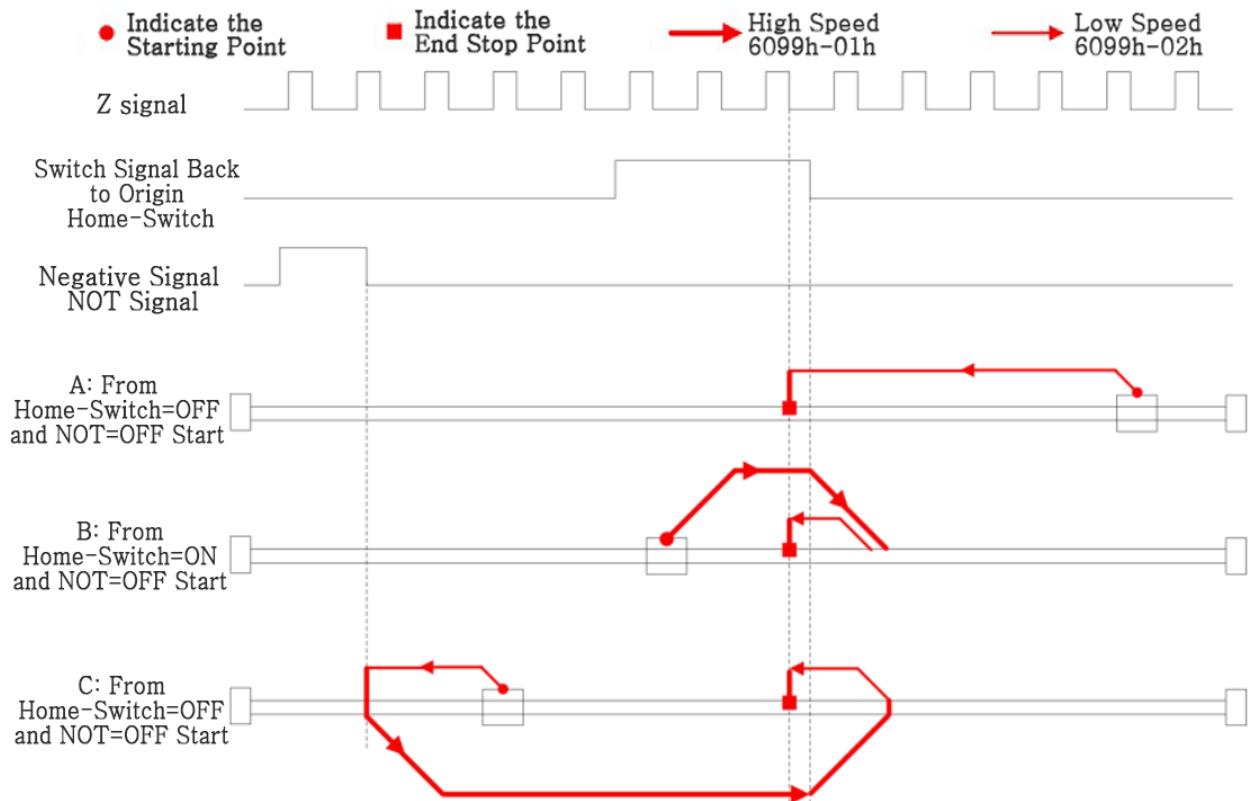 Indicate the
Starting Point
Indicate the
End Stop Point
High Speed
6099h-01h
Low Speed
6099h-02h
Z signal
Switch Signal Back
to Origin
Home-Switch
Negative Signal
NOT Signal
A: From
Home-Switch=OFF
and NOT=OFF Start
B: From
Home-Switch=ON
and NOT=OFF Start
C: From
Home-Switch=OFF
and NOT=OFF Start